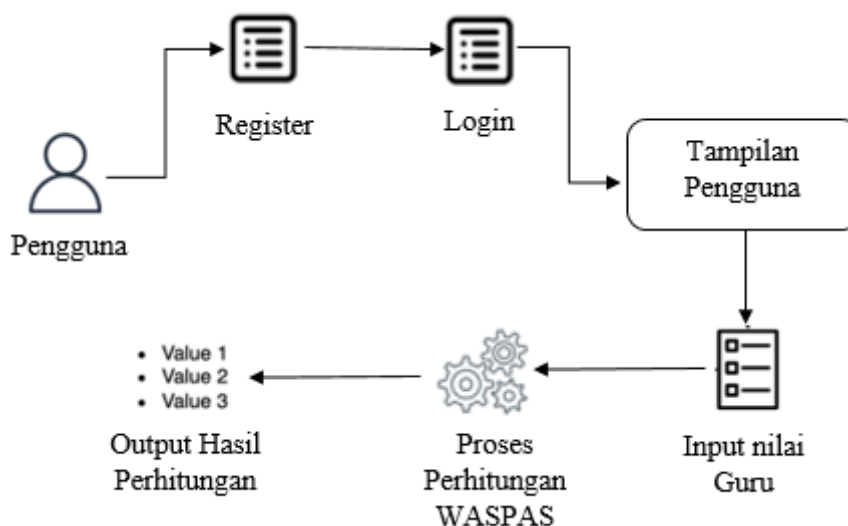 Register
Login
Pengguna
Tampilan
Pengguna
Value 1
Value 2
Value 3
Output Hasil
Perhitungan
Proses
Perhitungan
WASPAS
Input nilai
Guru